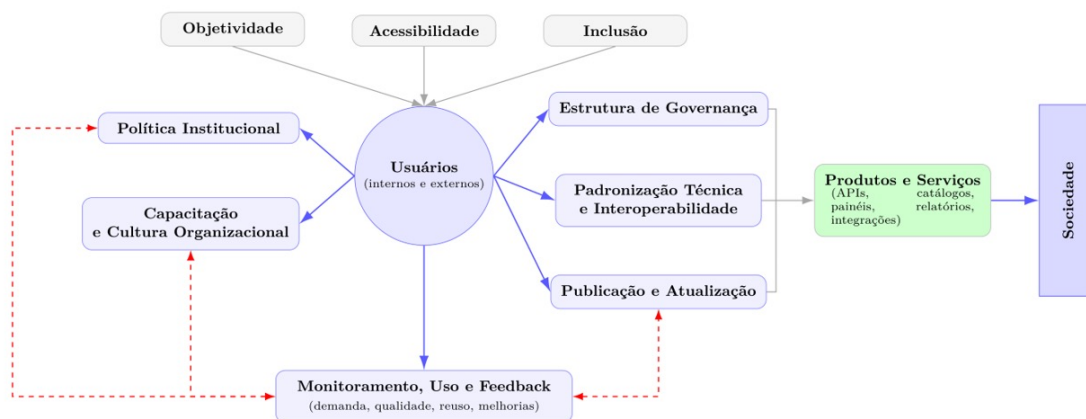 Objetividade
Acessibilidade
Inclusão
Política Institucional
Capacitação
e Cultura Organizacional
Usuários
(internos e externos)
Estrutura de Governança
Padronização Técnica
e Interoperabilidade
Publicação e Atualização
Produtos e Serviços
(APIs, catálogos,
painéis, relatórios,
integrações)
Sociedade
Monitoramento, Uso e Feedback
(demanda, qualidade, reuso, melhorias)